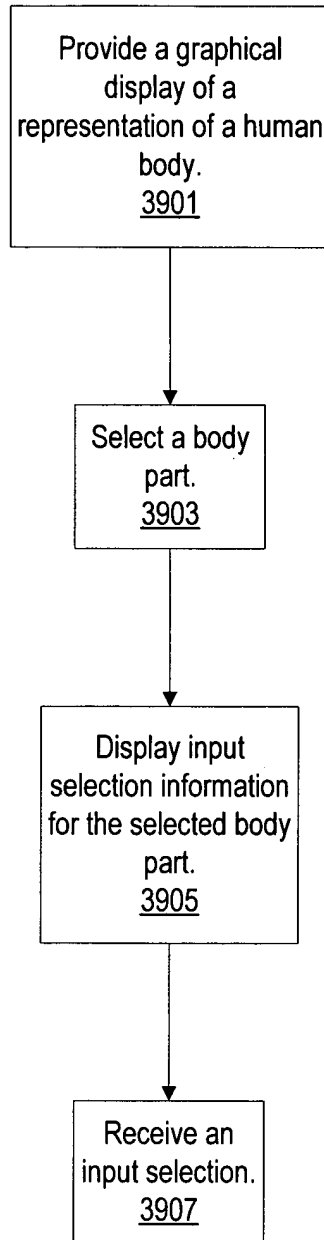 Provide a graphical
display of a
representation of a human
body.
3901
Select a body
part.
3903
Display input
selection information
for the selected body
part.
3905
Receive an
input selection.
3907